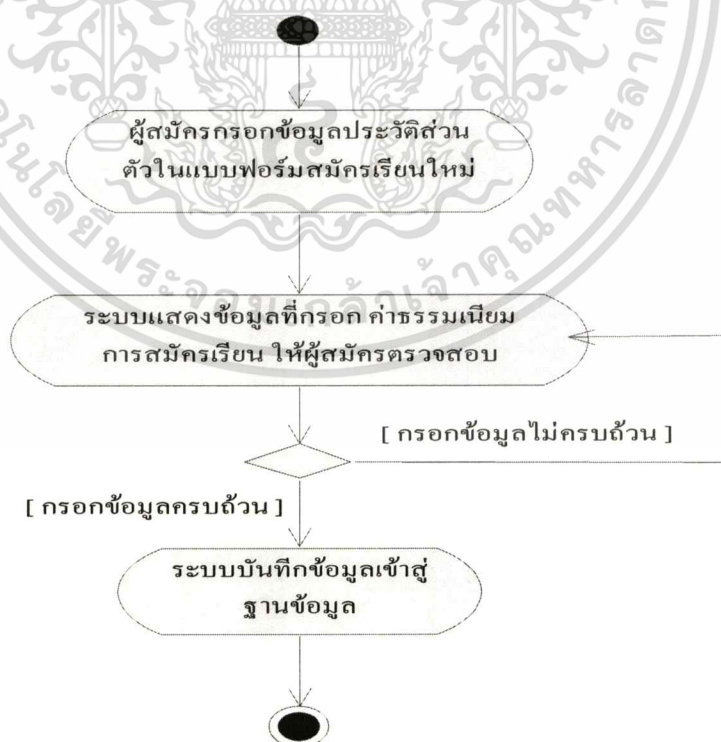 ผู้สมัครกรอกข้อมูลประวัติส่วน
ตัวในแบบฟอร์มสมัครเรียนใหม่
ระบบแสดงข้อมูลที่กรอก ค่าธรรมเนียม
การสมัครเรียน ให้ผู้สมัครตรวจสอบ
[ กรอกข้อมูลไม่ครบถ้วน ]
[ กรอกข้อมูลครบถ้วน ]
ระบบบันทึกข้อมูลเข้าสู่
ฐานข้อมูล